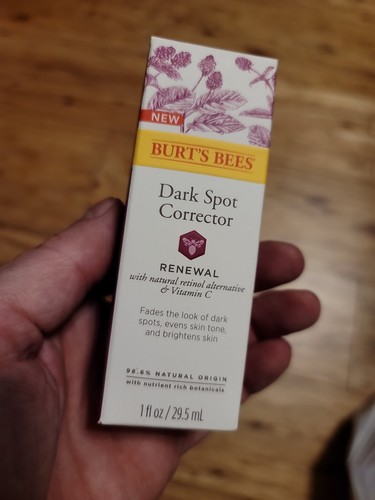 NEW
BURT'S BEES
Dark Spot
Corrector
RENEWAL
with natural retinol alternative
& Vitamin C
Fades the look of dark
spots, evens skin tone,
and brightens skin
98.6% NATURAL ORIGIN
with nutrient rich botanicals
1 fl oz / 29.5 mL